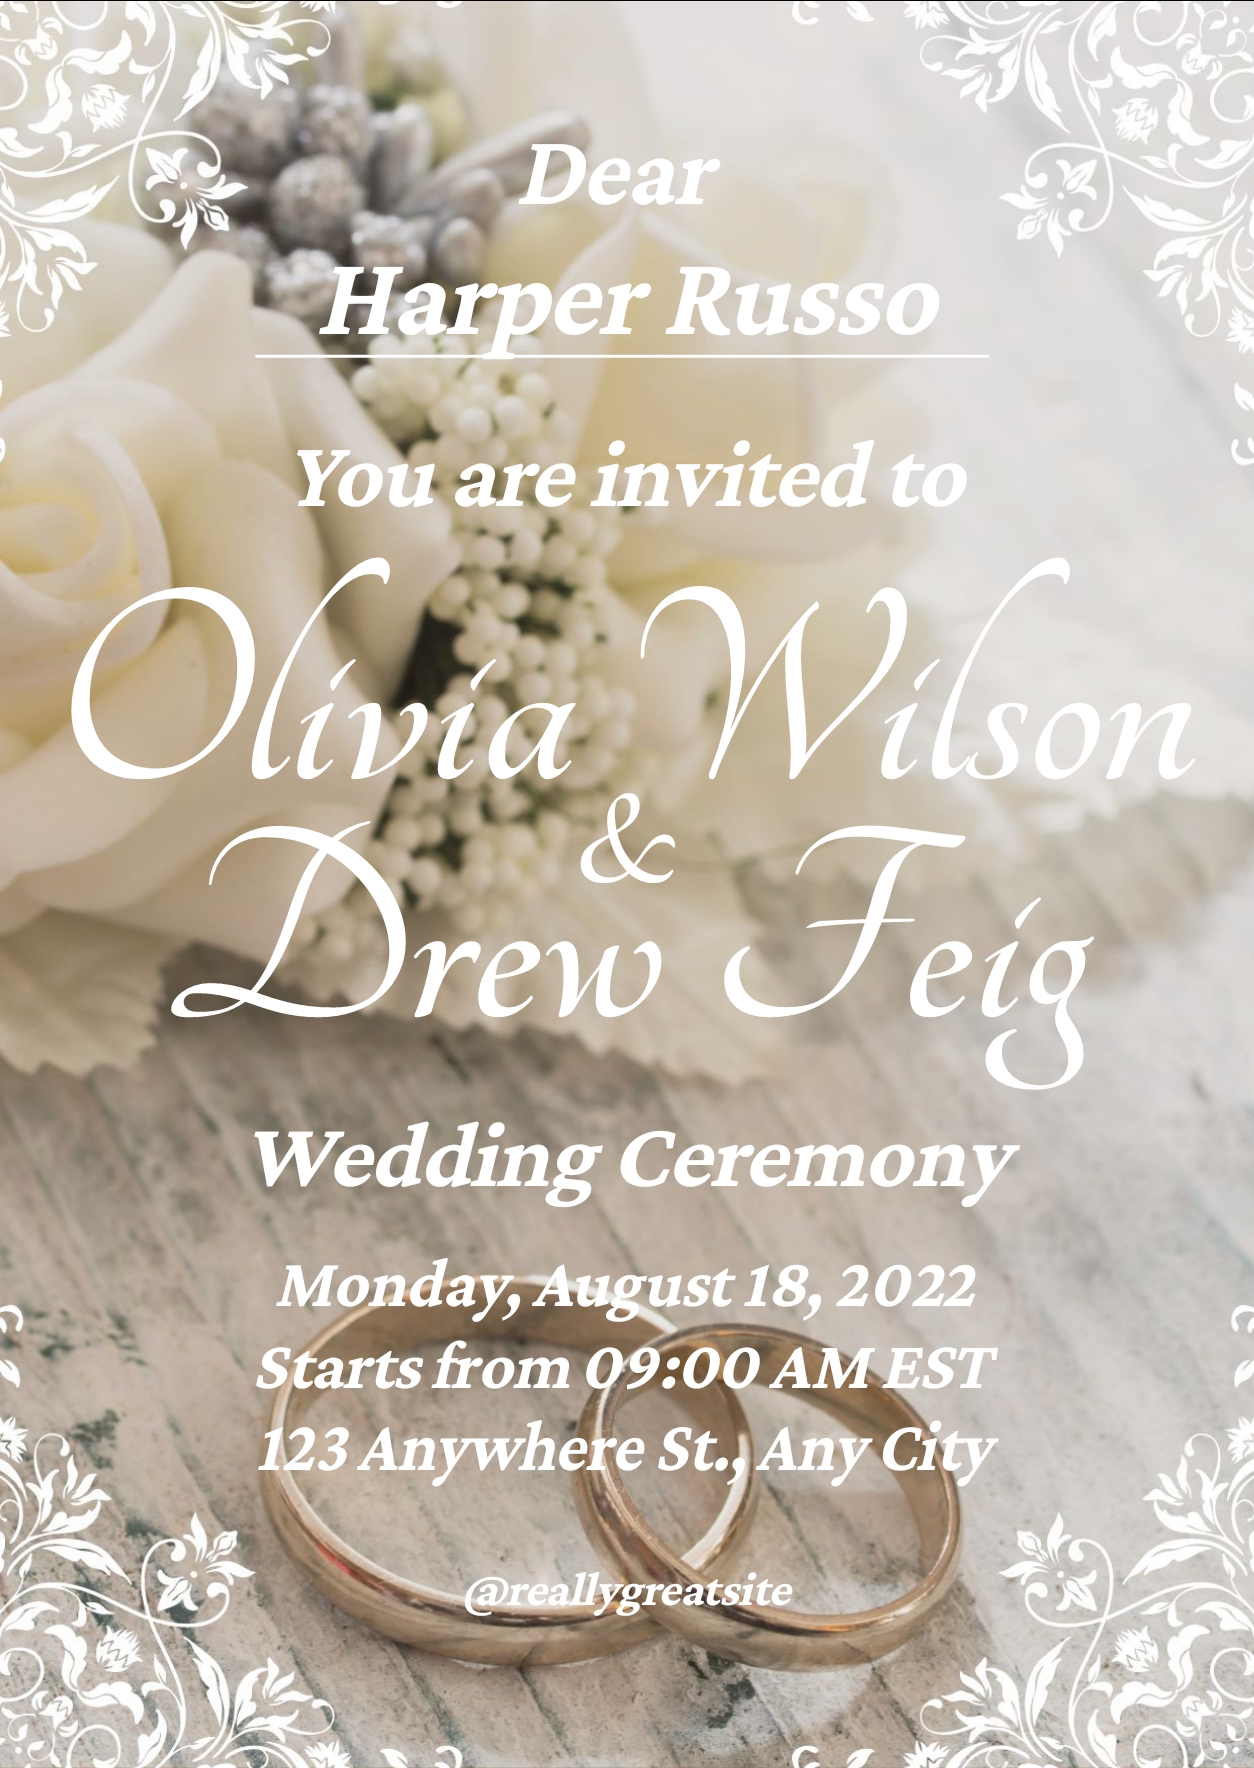 Dear
Harper Russo
You are invited to
Olivia Wilson
&
Drew Feig
Wedding Ceremony
Monday, August 18, 2022
Starts from 09:00 AM EST
123 Anywhere St., Any City
@reallygreatsite